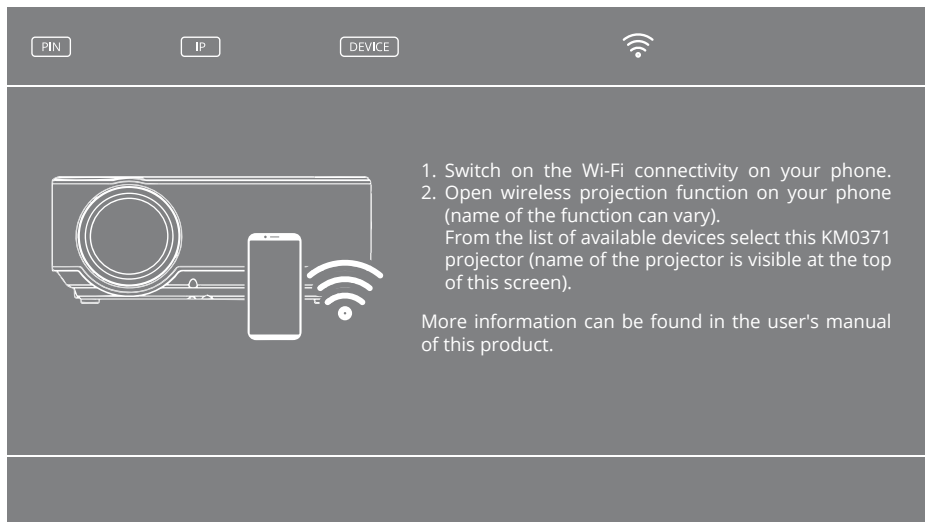 PIN IP DEVICE
1. Switch on the Wi-Fi connectivity on your phone.
2. Open wireless projection function on your phone
(name of the function can vary).
From the list of available devices select this KM0371
projector (name of the projector is visible at the top
of this screen).
More information can be found in the user's manual
of this product.